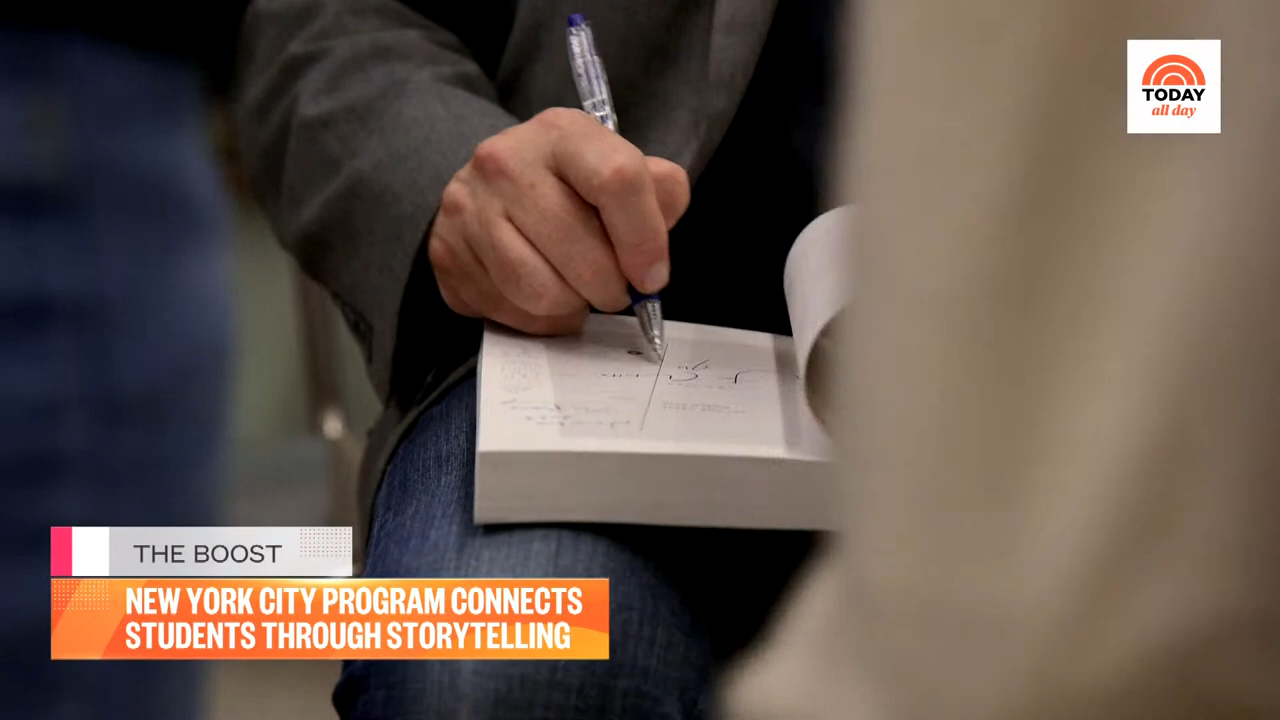 TODAY
all day
THE BOOST
NEW YORK CITY PROGRAM CONNECTS
STUDENTS THROUGH STORYTELLING